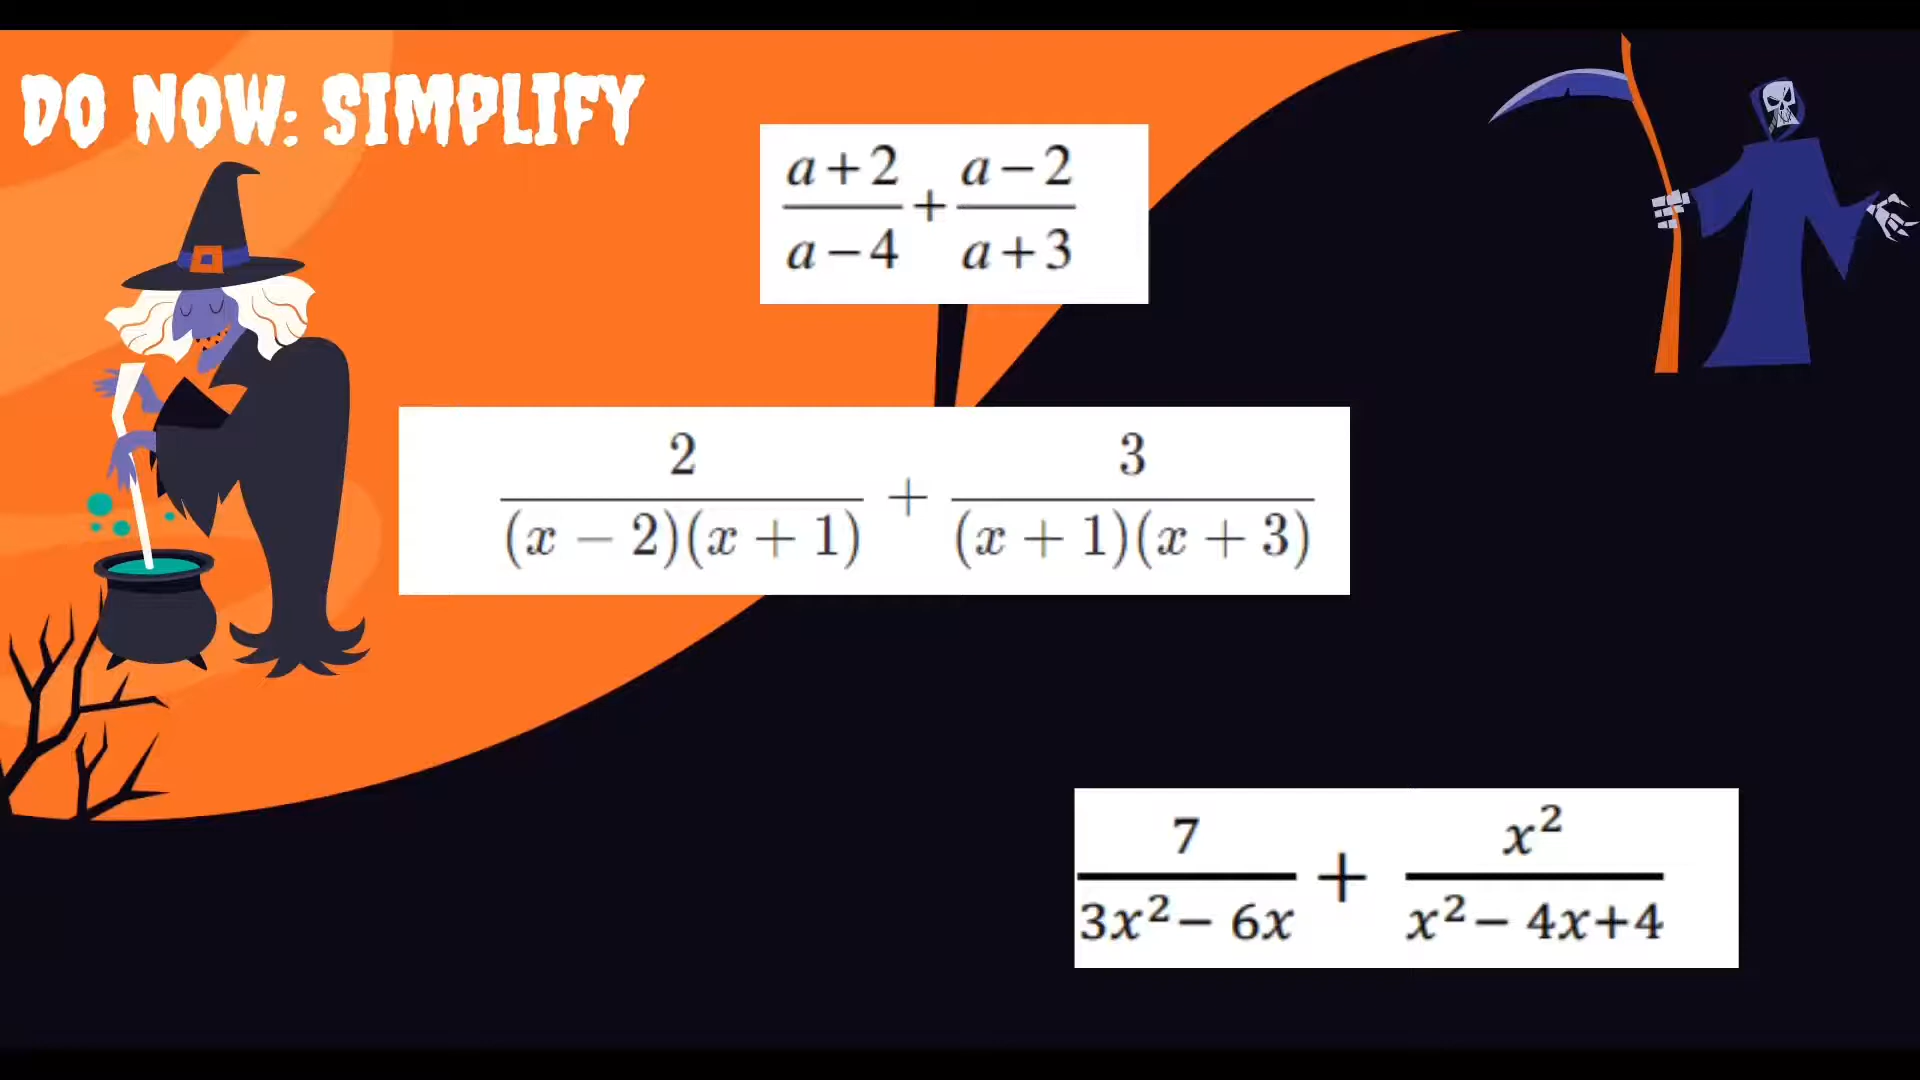 DO NOW: SIMPLIFY
a+2 a−2
+
a−4 a+3
2 3
+
(x − 2)(x + 1) (x + 1)(x + 3)
7 x²
+
3x²− 6x x²− 4x+4